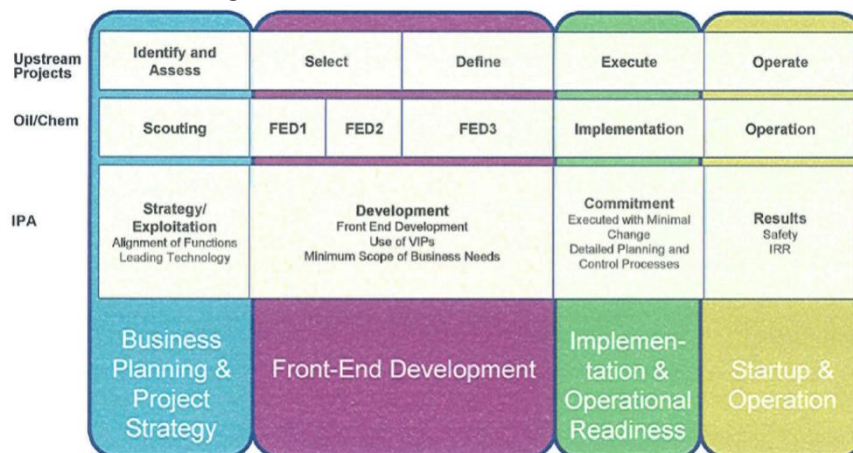 Upstream
Projects
Identify and
Assess
Select
Define
Execute
Operate
Oil/Chem
Scouting
FED1
FED2
FED3
Implementation
Operation
IPA
Strategy/
Exploitation
Alignment of Functions
Leading Technology
Development
Front End Development
Use of VIPs
Minimum Scope of Business Needs
Commitment
Executed with Minimal
Change
Detailed Planning and
Control Processes
Results
Safety
IRR
Business
Planning &
Project
Strategy
Front-End Development
Implemen-
tation &
Operational
Readiness
Startup &
Operation